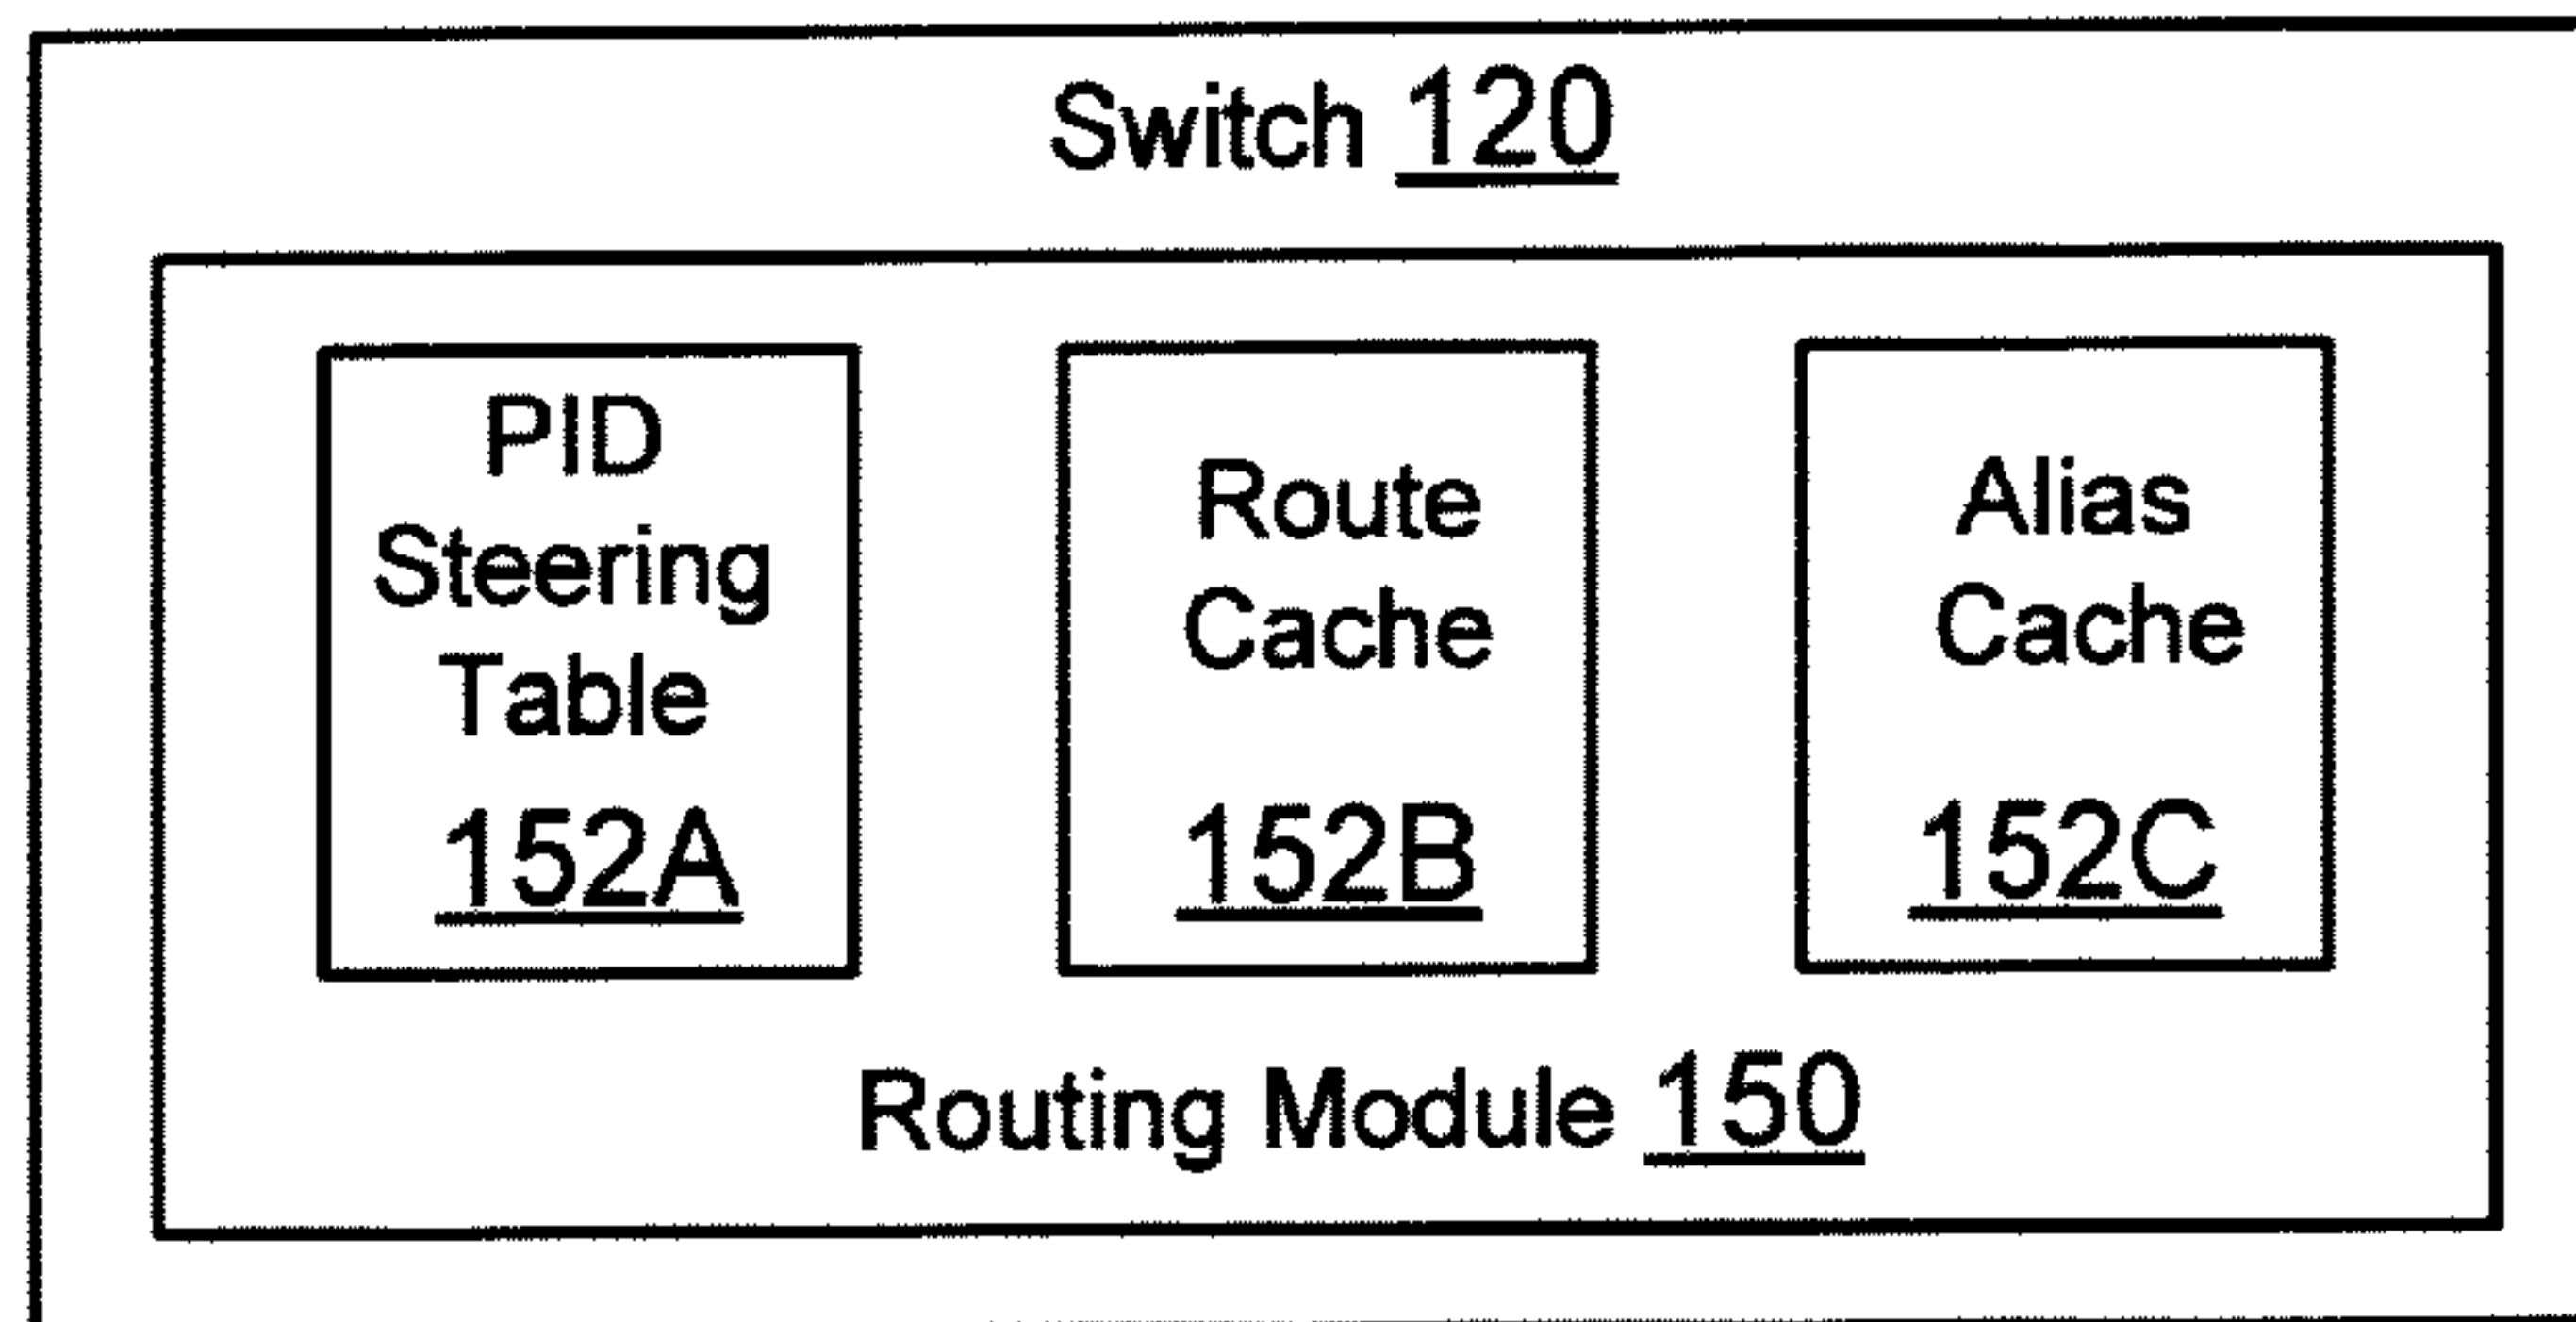 Switch 120
PID
Steering
Table
152A
Route
Cache
152B
Alias
Cache
152C
Routing Module 150